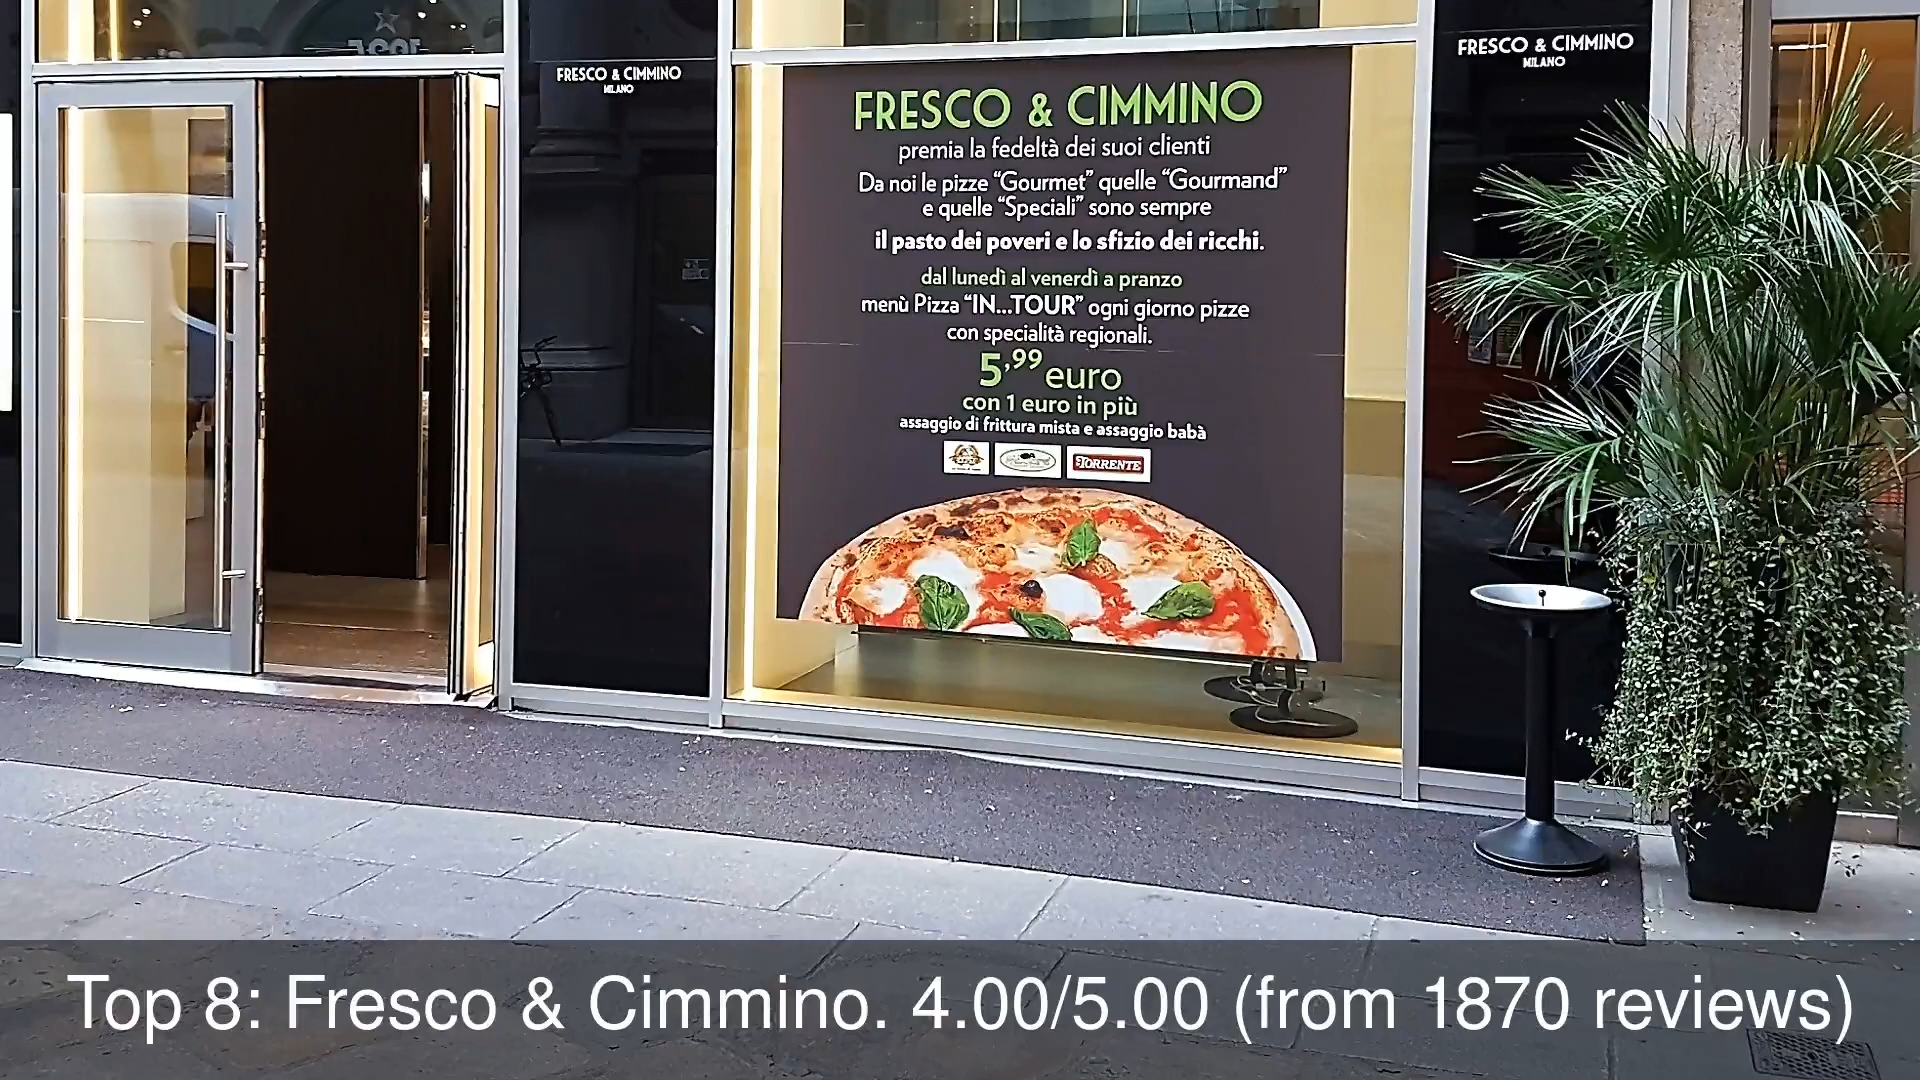 FRESCO & CIMMINO
MILANO
FRESCO & CIMMINO
MILANO
FRESCO & CIMMINO
premia la fedeltà dei suoi clienti
Da noi le pizze “Gourmet” quelle “Gourmand”
e quelle “Speciali” sono sempre
il pasto dei poveri e lo sfizio dei ricchi.
dal lunedì al venerdì a pranzo
menù Pizza “IN...TOUR” ogni giorno pizze
con specialità regionali.
5,99 euro
con 1 euro in più
assaggio di frittura mista e assaggio babà
TORRENTE
Top 8: Fresco & Cimmino. 4.00/5.00 (from 1870 reviews)